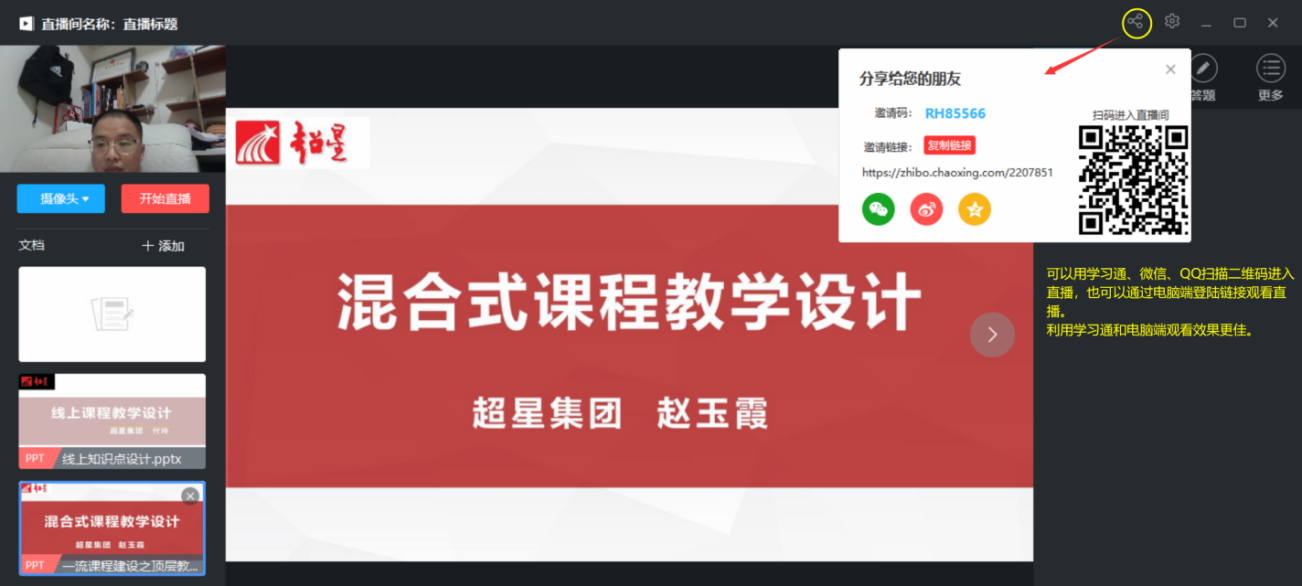 直播间名称：直播标题
分享给您的朋友
邀请码：
RH85566
邀请链接：
复制链接
https://zhibo.chaoxing.com/2207851
扫码进入直播间
答题
更多
摄像头
开始直播
文档
添加
超星
混合式课程教学设计
超星集团 赵玉霞
可以用学习通、微信、QQ扫描二维码进入
直播，也可以通过电脑端登陆链接观看直
播。
利用学习通和电脑端观看效果更佳。
超星
线上课程教学设计
超星集团
PPT
线上知识点设计.pptx
超星
混合式课程教学设计
超星集团 赵玉霞
PPT
一流课程建设之顶层教...